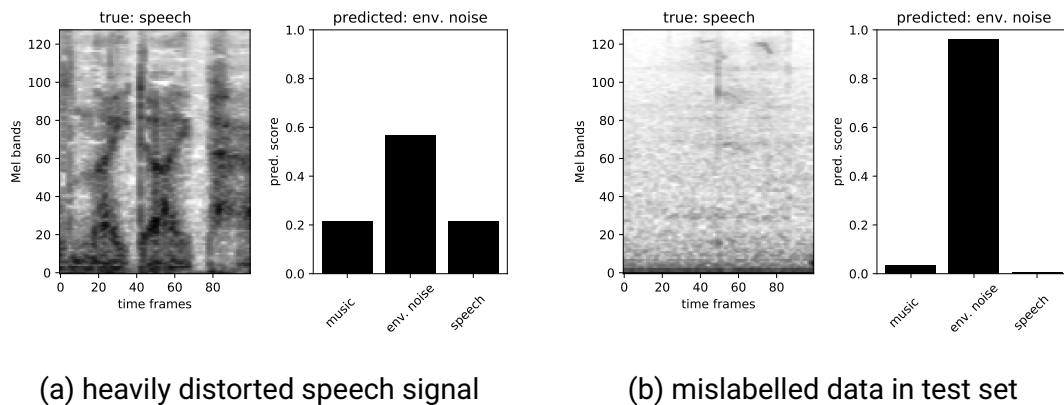 true: speech
120
100
80
60
40
20
0
Mel bands
0 20 40 60 80
time frames
predicted: env. noise
1.0
0.8
0.6
0.4
0.2
0.0
pred. score
music
env. noise
speech
true: speech
120
100
80
60
40
20
0
Mel bands
0 20 40 60 80
time frames
predicted: env. noise
1.0
0.8
0.6
0.4
0.2
0.0
pred. score
music
env. noise
speech
(a) heavily distorted speech signal
(b) mislabelled data in test set